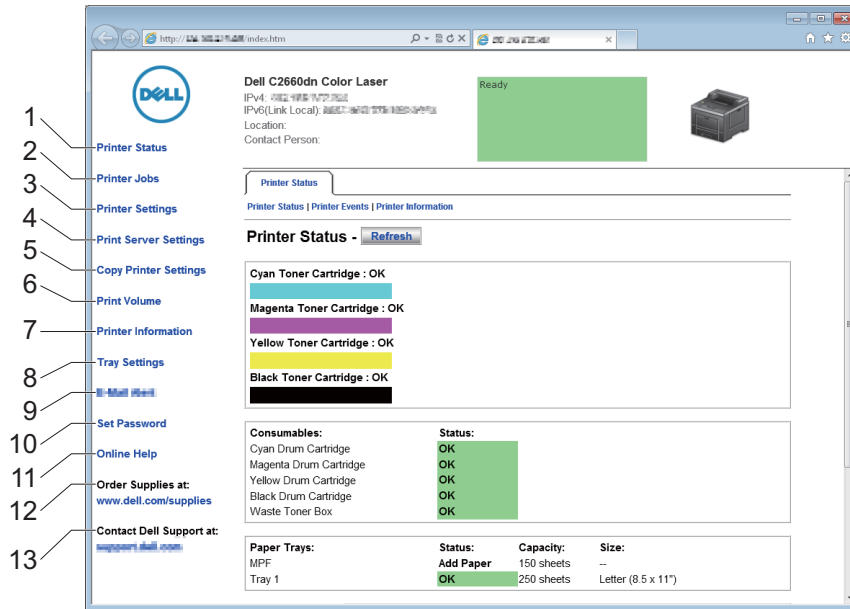 http://
/index.htm
DELL
Dell C2660dn Color Laser
IPv4:
IPv6(Link Local):
Location:
Contact Person:
Ready
1
Printer Status
2
Printer Jobs
3
Printer Settings
4
Print Server Settings
5
Copy Printer Settings
6
Print Volume
7
Printer Information
8
Tray Settings
9
10
Set Password
11
Online Help
12
Order Supplies at:
www.dell.com/supplies
13
Contact Dell Support at:
Printer Status
Printer Status | Printer Events | Printer Information
Printer Status - Refresh
Cyan Toner Cartridge : OK
Magenta Toner Cartridge : OK
Yellow Toner Cartridge : OK
Black Toner Cartridge : OK
Consumables: Status:
Cyan Drum Cartridge OK
Magenta Drum Cartridge OK
Yellow Drum Cartridge OK
Black Drum Cartridge OK
Waste Toner Box OK
Paper Trays: Status: Capacity: Size:
MPF Add Paper 150 sheets --
Tray 1 OK 250 sheets Letter (8.5 x 11")